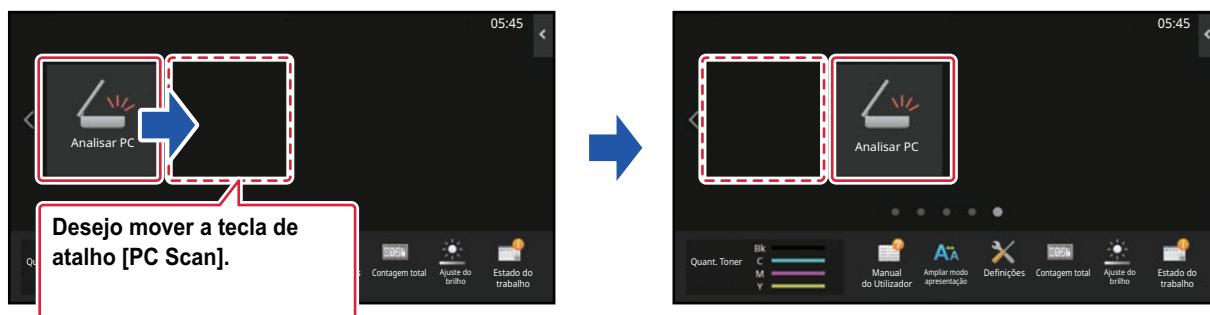 05:45
Analisar PC
Desejo mover a tecla de
atalho [PC Scan].
Contagem total
Ajuste do
brilho
Estado do
trabalho
05:45
Analisar PC
Quant. Toner
Bk
C
M
Y
Manual
do Utilizador
Ampliar modo
apresentação
Definições
Contagem total
Ajuste do
brilho
Estado do
trabalho